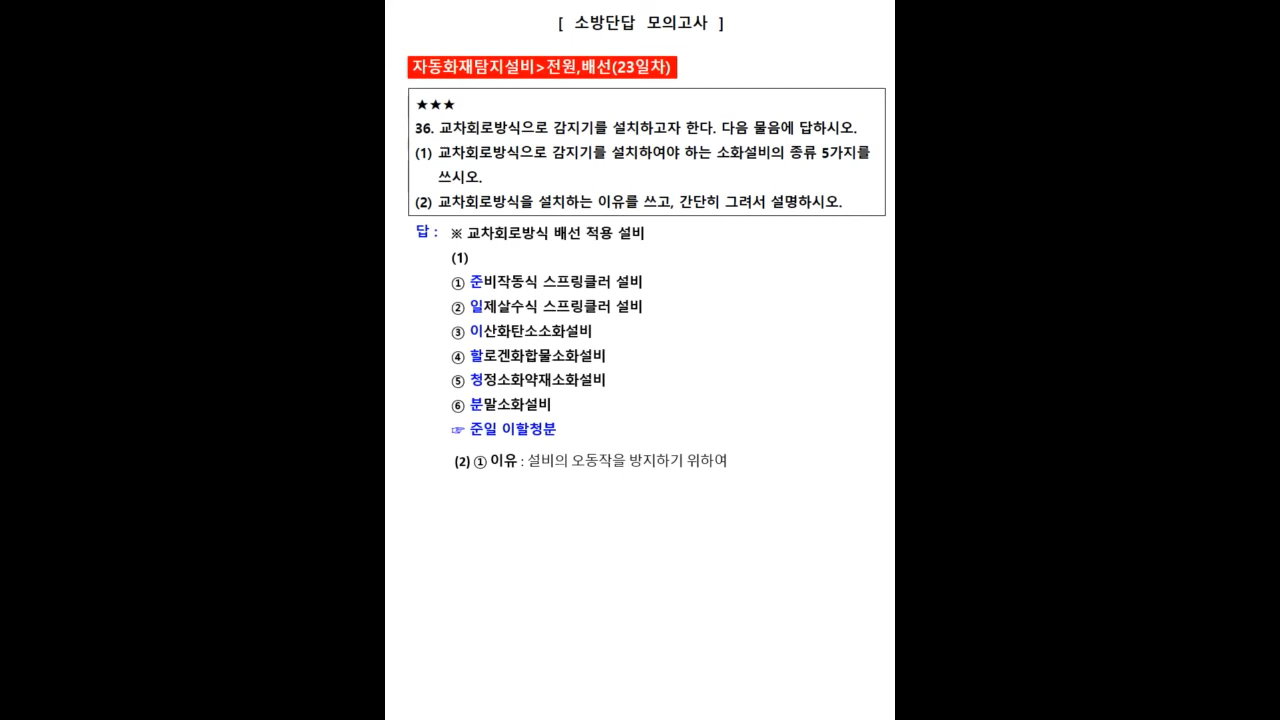 [ 소방단답 모의고사 ]
자동화재탐지설비>전원,배선(23일차)
★★★
36. 교차회로방식으로 감지기를 설치하고자 한다. 다음 물음에 답하시오.
(1) 교차회로방식으로 감지기를 설치하여야 하는 소화설비의 종류 5가지를
쓰시오.
(2) 교차회로방식을 설치하는 이유를 쓰고, 간단히 그려서 설명하시오.
답 : ※ 교차회로방식 배선 적용 설비
(1)
① 준비작동식 스프링클러 설비
② 일제살수식 스프링클러 설비
③ 이산화탄소소화설비
④ 할로겐화합물소화설비
⑤ 청정소화약재소화설비
⑥ 분말소화설비
☞ 준일 이할청분
(2) ① 이유 : 설비의 오동작을 방지하기 위하여